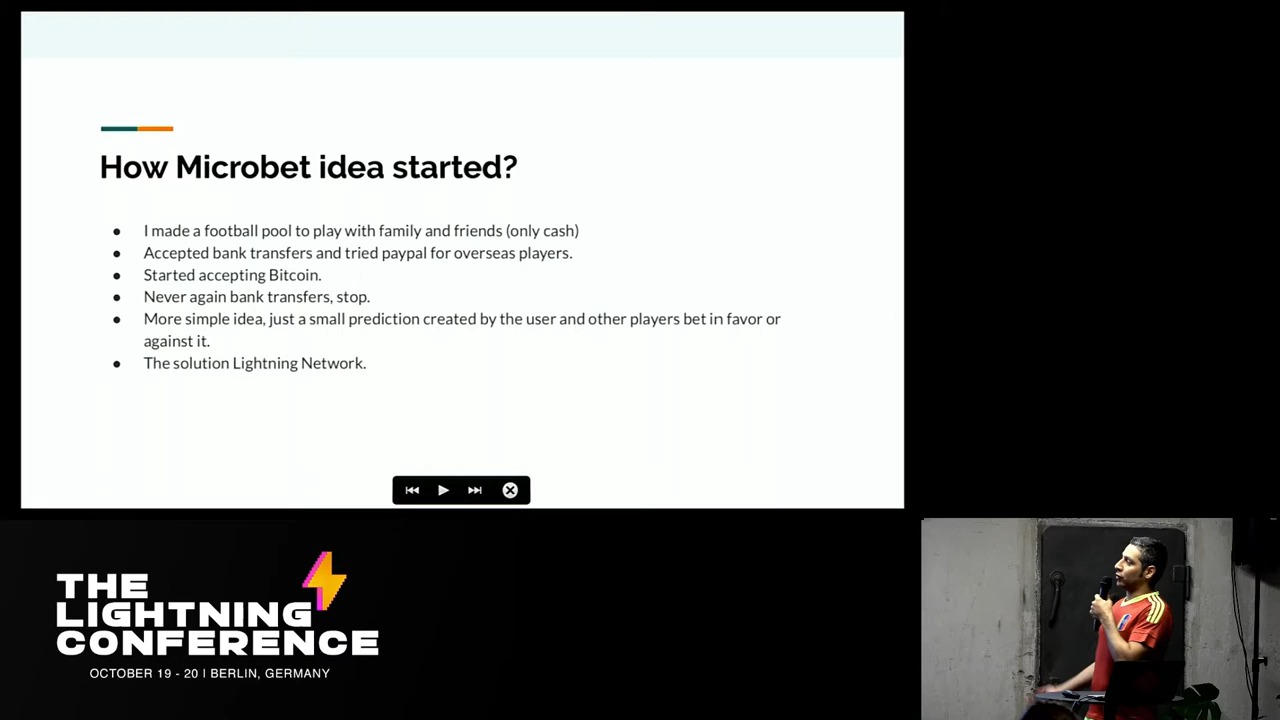 How Microbet idea started?
● I made a football pool to play with family and friends (only cash)
● Accepted bank transfers and tried paypal for overseas players.
● Started accepting Bitcoin.
● Never again bank transfers, stop.
● More simple idea, just a small prediction created by the user and other players bet in favor or
against it.
● The solution Lightning Network.
THE
LIGHTNING
CONFERENCE
OCTOBER 19 - 20 | BERLIN, GERMANY